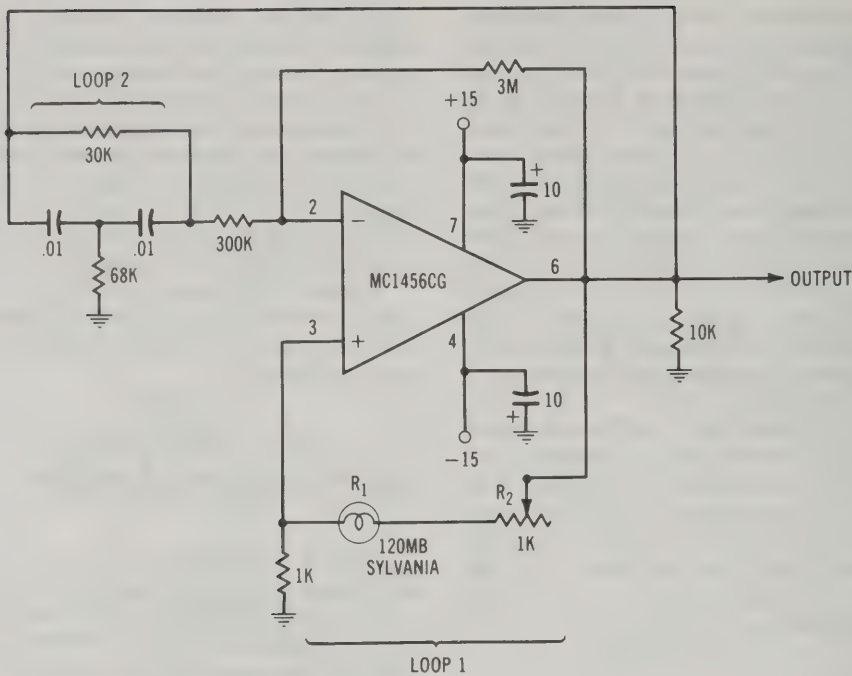 LOOP 2
30K
.01
.01
68K
300K
3M
+15
+
10
7
2
−
MC1456CG
6
OUTPUT
3
+
4
10K
10
+
−15
R1
R2
120MB
SYLVANIA
1K
1K
LOOP 1